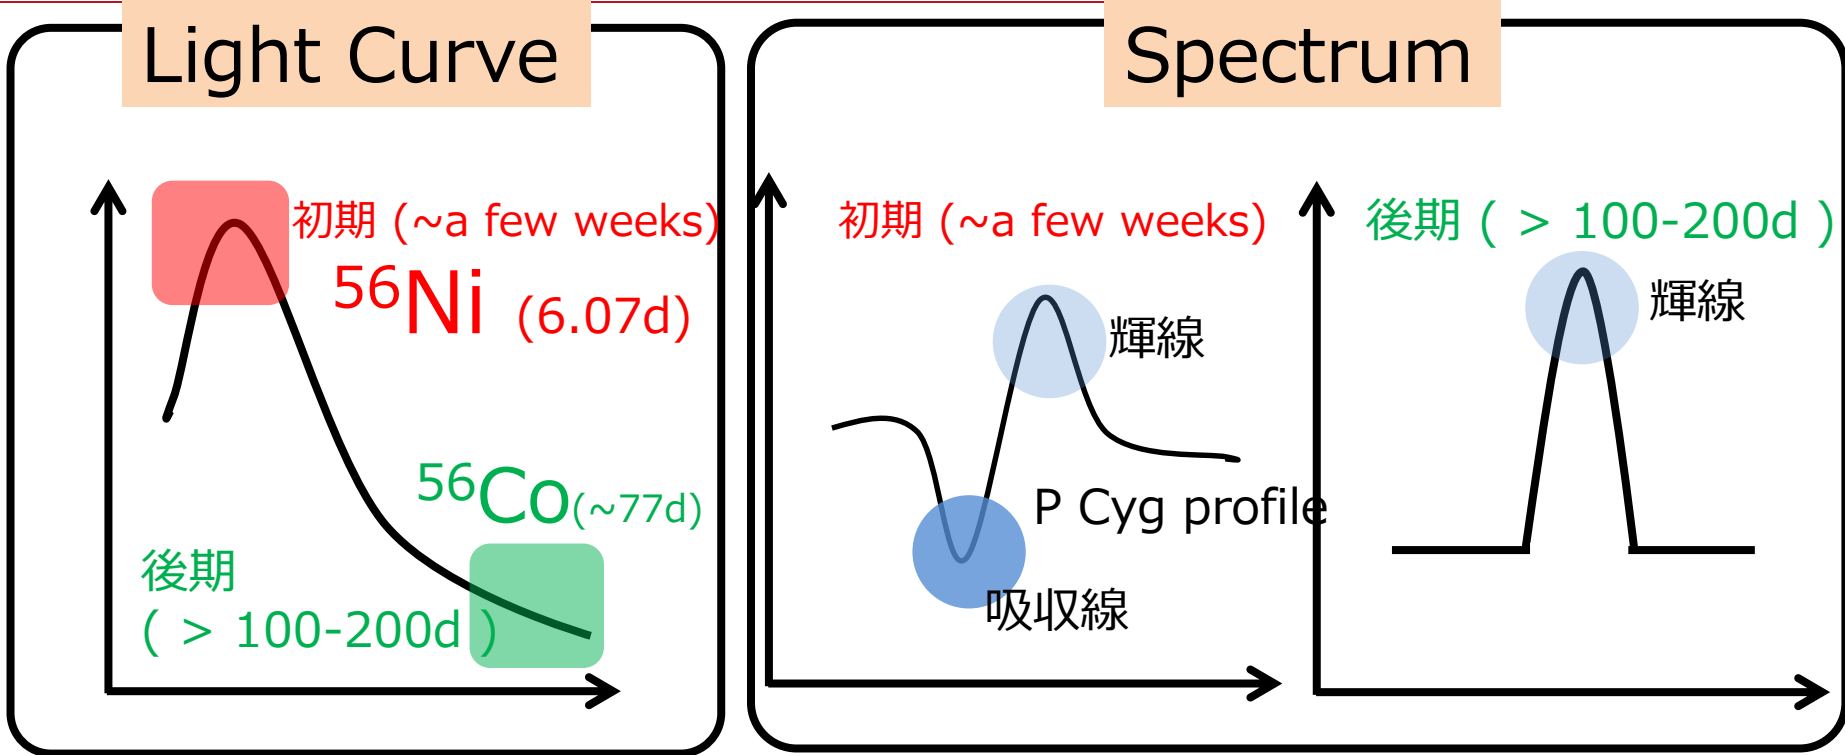 Light Curve
初期 (~a few weeks)
56Ni (6.07d)
56Co(~77d)
後期
( > 100-200d )
Spectrum
初期 (~a few weeks)
輝線
P Cyg profile
吸収線
後期 ( > 100-200d )
輝線